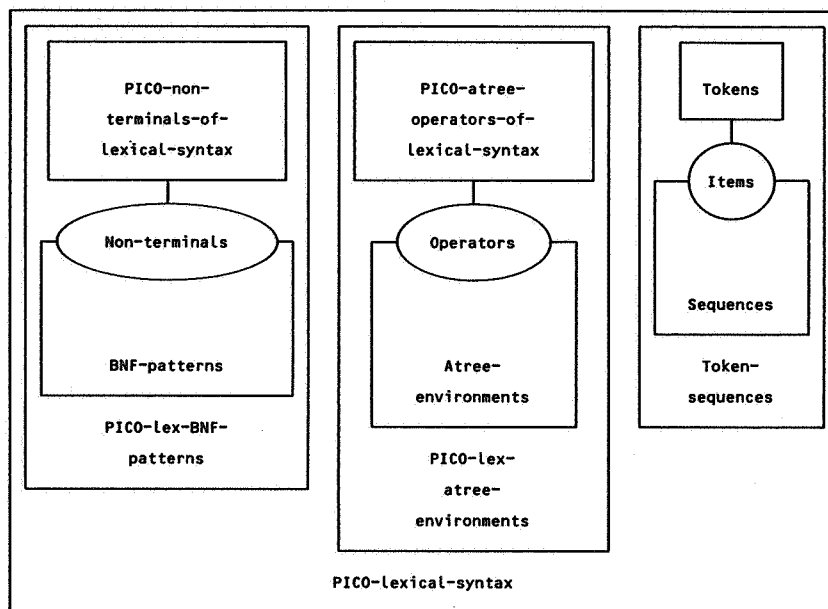 PICO-non-
terminals-of-
lexical-syntax
Non-terminals
BNF-patterns
PICO-lex-BNF-
patterns
PICO-atree-
operators-of-
lexical-syntax
Operators
Atree-
environments
PICO-lex-
atree-
environments
Tokens
Items
Sequences
Token-
sequences
PICO-lexical-syntax